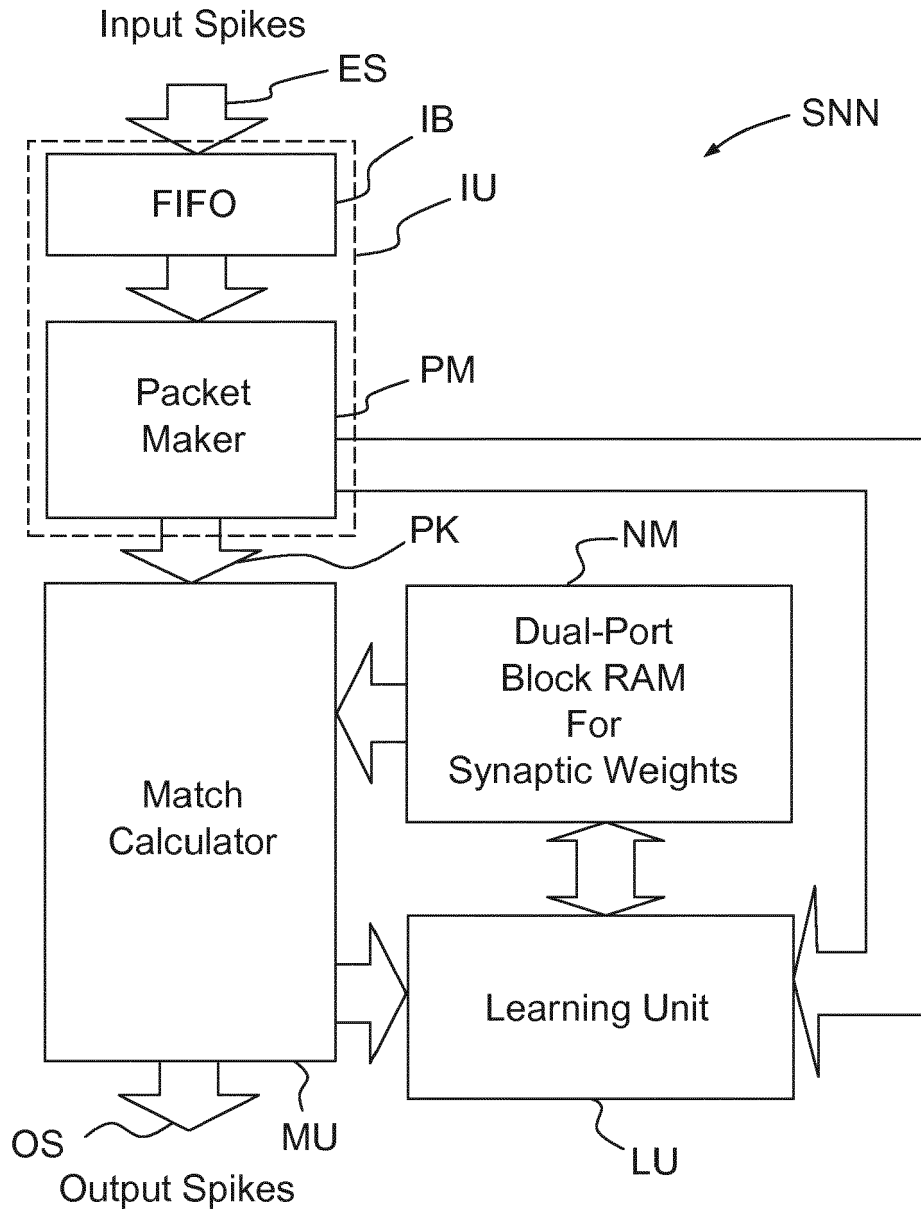 Input Spikes
ES
IB
SNN
FIFO
IU
Packet
Maker
PM
PK
NM
Dual-Port
Block RAM
For
Synaptic Weights
Match
Calculator
Learning Unit
OS
MU
LU
Output Spikes